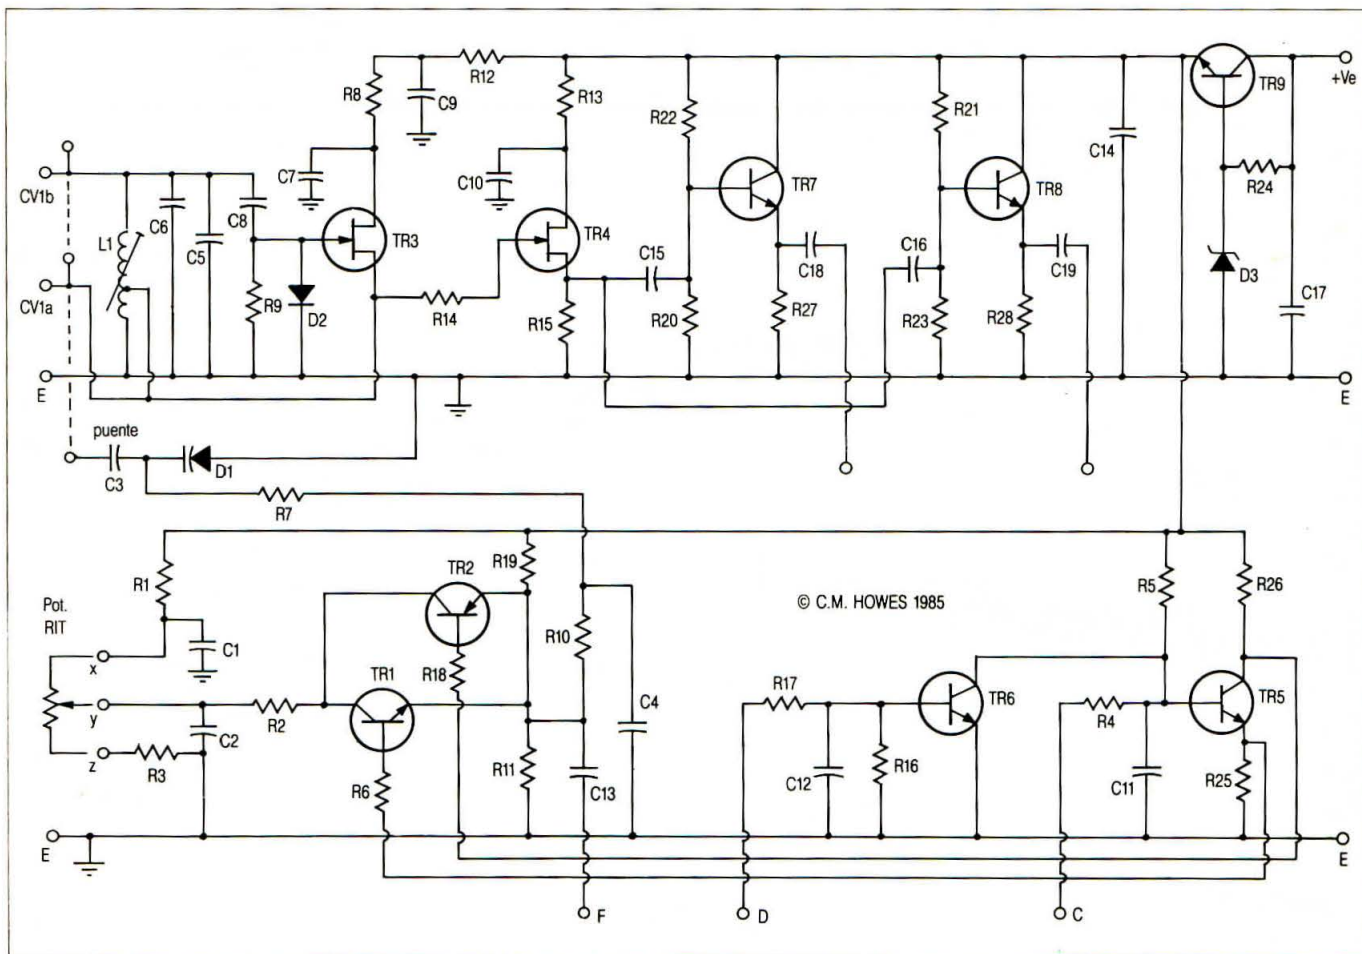 +Ve
R12
R8
C9
R13
R22
R21
TR9
C14
R24
C7
C10
TR7
TR8
CV1b
C6
C8
L1
C5
TR3
TR4
C15
C18
C16
C19
D3
C17
CV1a
R9
D2
R14
R15
R20
R27
R23
R28
E
E
puente
C3
D1
R7
R19
TR2
R1
R5
R26
© C.M. HOWES 1985
Pot.
RIT
C1
R10
x
TR1
R18
R17
TR6
TR5
y
R2
C4
R4
C2
z
R3
R11
R6
C13
C12
R16
C11
R25
E
E
F
D
C